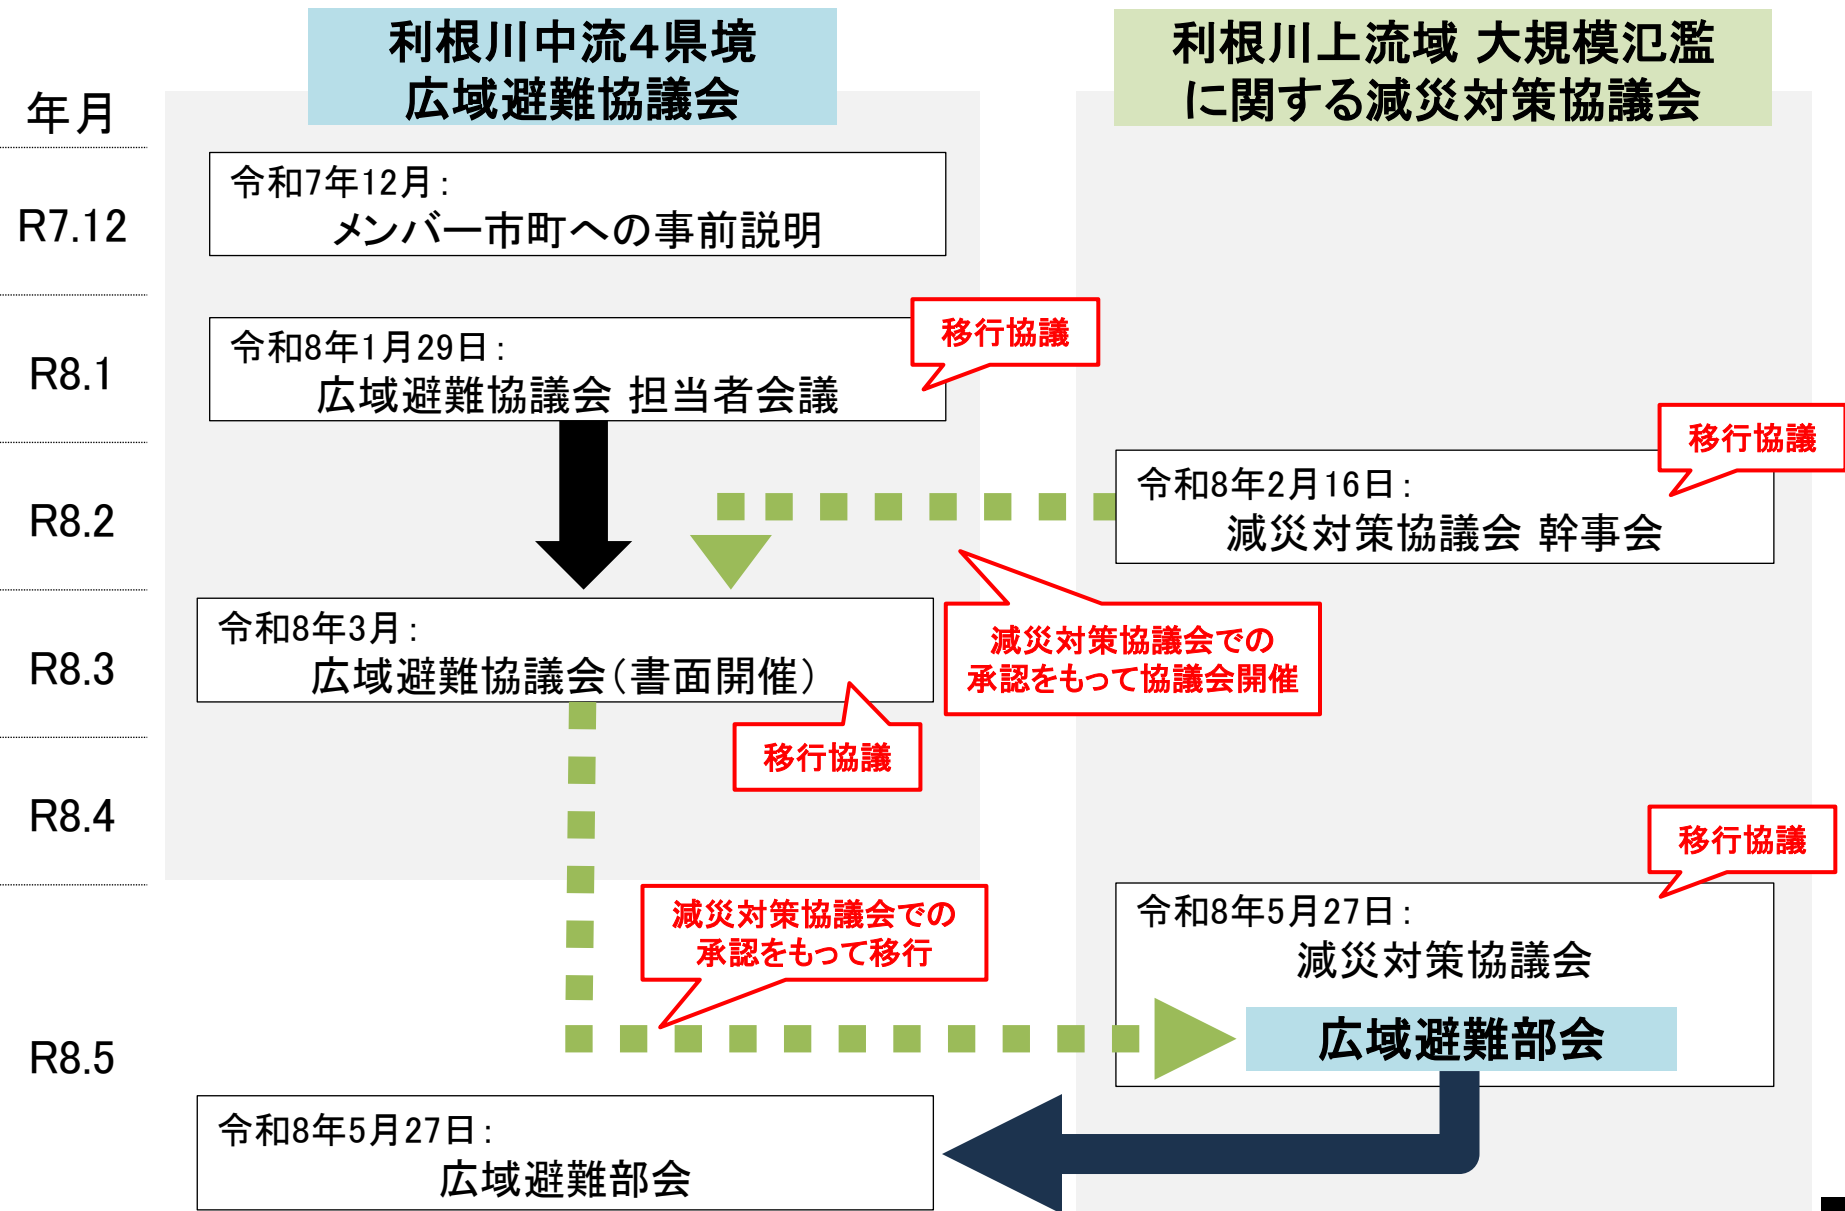 利根川中流4県境
広域避難協議会
利根川上流域 大規模氾濫
に関する減災対策協議会
年月
R7.12
令和7年12月：
メンバー市町への事前説明
R8.1
令和8年1月29日：
広域避難協議会 担当者会議
移行協議
R8.2
令和8年2月16日：
減災対策協議会 幹事会
移行協議
減災対策協議会での
承認をもって協議会開催
R8.3
令和8年3月：
広域避難協議会（書面開催）
移行協議
R8.4
減災対策協議会での
承認をもって移行
移行協議
令和8年5月27日：
減災対策協議会
広域避難部会
R8.5
令和8年5月27日：
広域避難部会